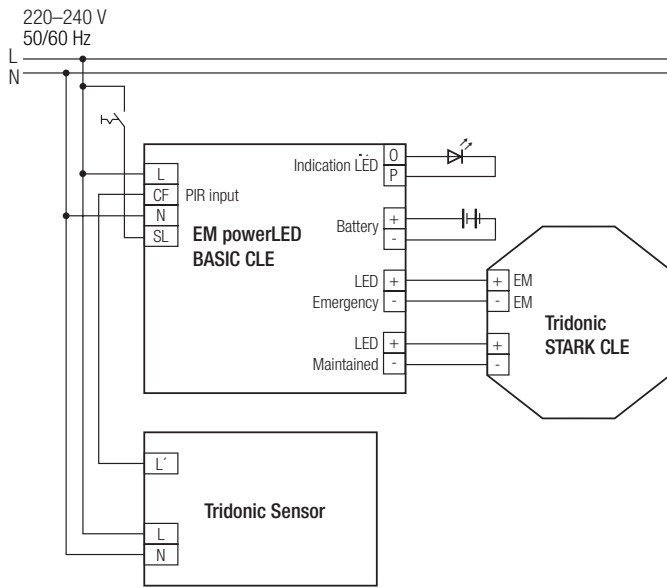 220–240 V
50/60 Hz
L
N
L
CF PIR input
N
SL
EM powerLED
BASIC CLE
Indication LED
O
P
Battery
+
-
LED
Emergency
+
-
LED
Maintained
+
-
+ EM
- EM
+
-
Tridonic
STARK CLE
L´
Tridonic Sensor
L
N